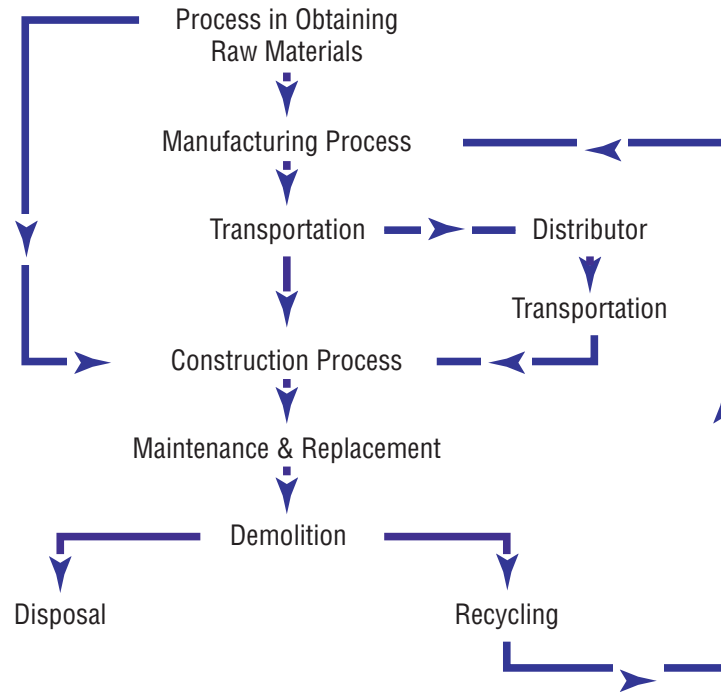 Process in Obtaining
Raw Materials
Manufacturing Process
Transportation
Distributor
Transportation
Construction Process
Maintenance & Replacement
Demolition
Disposal
Recycling